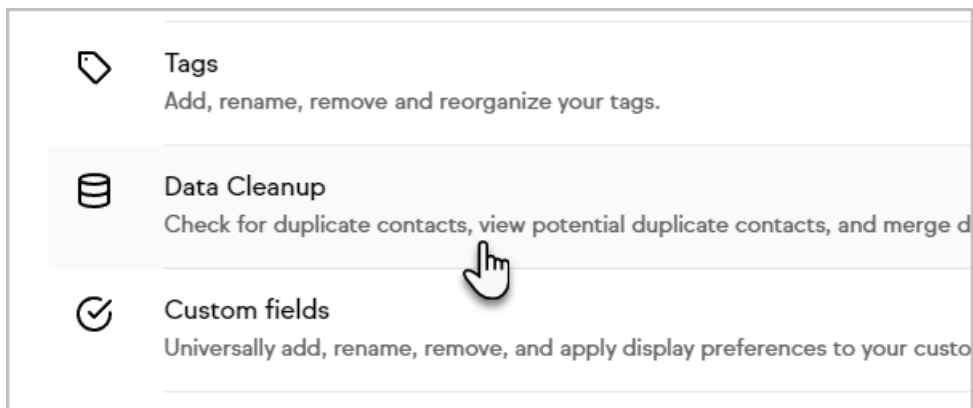 Tags
Add, rename, remove and reorganize your tags.
Data Cleanup
Check for duplicate contacts, view potential duplicate contacts, and merge d
Custom fields
Universally add, rename, remove, and apply display preferences to your custo